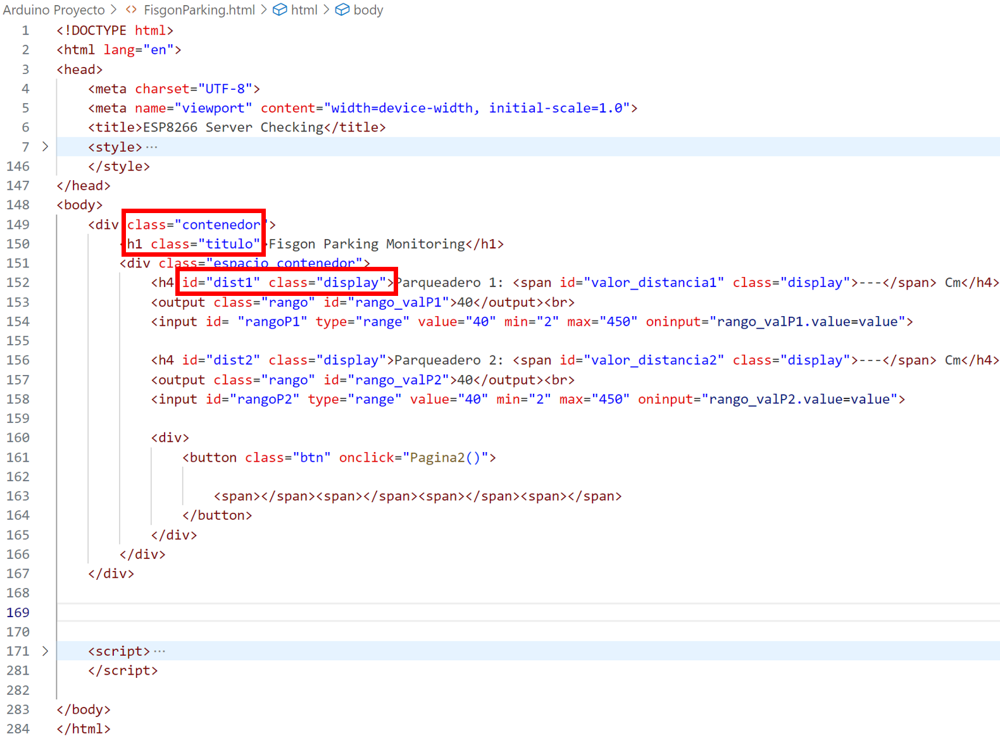 Arduino Proyecto > <> FisgonParking.html > html > body
1 <!DOCTYPE html>
2 <html lang="en">
3 <head>
4 <meta charset="UTF-8">
5 <meta name="viewport" content="width=device-width, initial-scale=1.0">
6 <title>ESP8266 Server Checking</title>
7 > <style> ···
146 </style>
147 </head>
148 <body>
149 <div class="contenedor">
150 <h1 class="titulo">Fisgon Parking Monitoring</h1>
151 <div class="espacio_contenedor">
152 <h4 id="dist1" class="display">Parqueadero 1: <span id="valor_distancia1" class="display">---</span> Cm</h4>
153 <output class="rango" id="rango_valP1">40</output><br>
154 <input id= "rangoP1" type="range" value="40" min="2" max="450" oninput="rango_valP1.value=value">
155
156 <h4 id="dist2" class="display">Parqueadero 2: <span id="valor_distancia2" class="display">---</span> Cm</h4>
157 <output class="rango" id="rango_valP2">40</output><br>
158 <input id="rangoP2" type="range" value="40" min="2" max="450" oninput="rango_valP2.value=value">
159
160 <div>
161 <button class="btn" onclick="Pagina2()">
162
163 <span></span><span></span><span></span><span></span>
164 </button>
165 </div>
166 </div>
167 </div>
168
169
170
171 > <script> ···
281 </script>
282
283 </body>
284 </html>